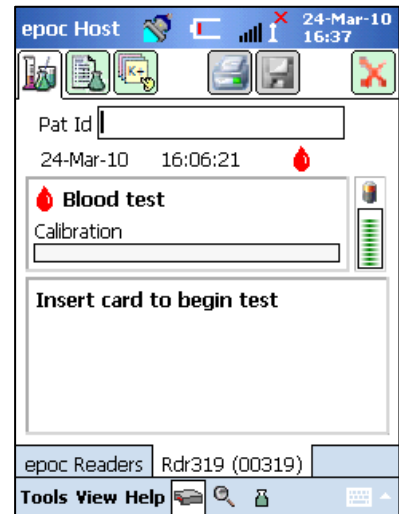 epoc Host 24-Mar-10
16:37
K+
Pat Id
24-Mar-10 16:06:21
Blood test
Calibration
Insert card to begin test
epoc Readers Rdr319 (00319)
Tools View Help